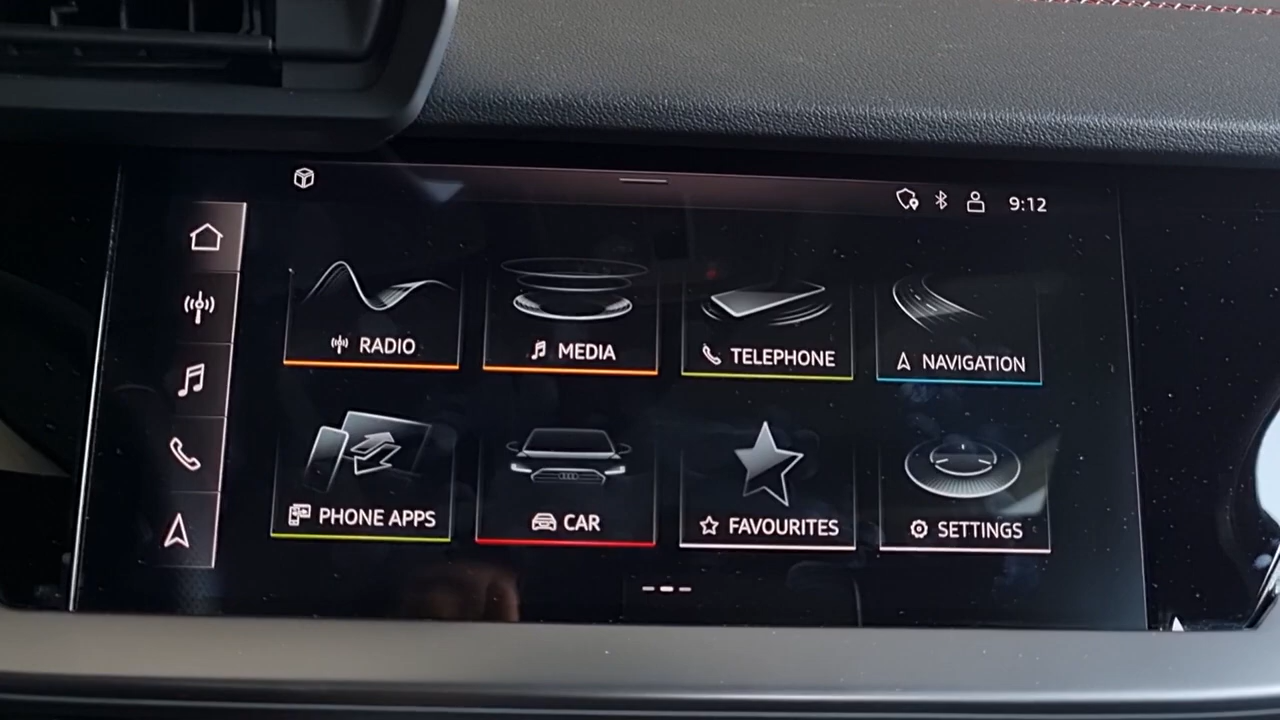 9:12
RADIO
MEDIA
TELEPHONE
NAVIGATION
PHONE APPS
CAR
FAVOURITES
SETTINGS